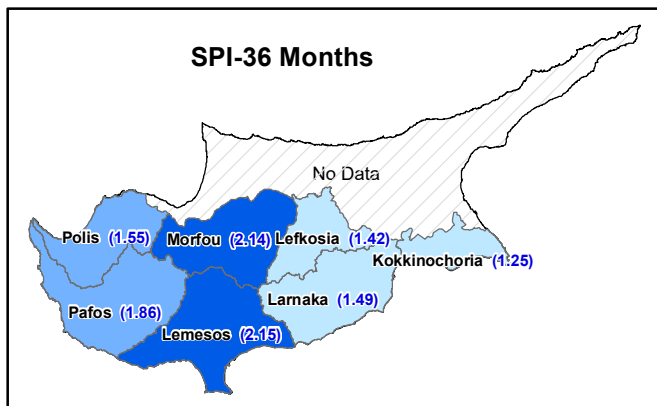 SPI-36 Months
No Data
Polis (1.55)
Morfou (2.14)
Lefkosia (1.42)
Kokkinochoria (1.25)
Pafos (1.86)
Larnaka (1.49)
Lemesos (2.15)